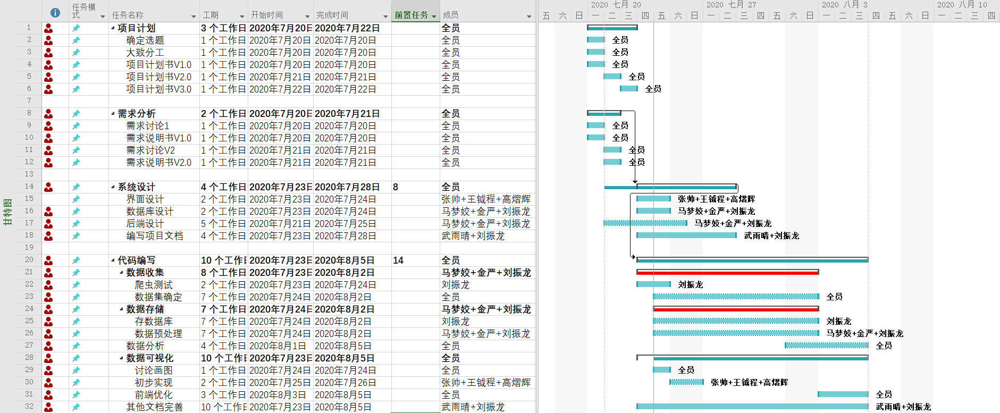 任务模式 任务名称 工期 开始时间 完成时间 前置任务 成员
2020 七月 20 2020 七月 27 2020 八月 3 2020 八月 10
五 六 日 一 二 三 四 五 六 日 一 二 三 四 五 六 日 一 二 三 四 五 六 日 一 二 三 四
甘特图
1 项目计划 3 个工作日 2020年7月20日 2020年7月22日 全员
2 确定选题 1 个工作日 2020年7月20日 2020年7月20日 全员 全员
3 大致分工 1 个工作日 2020年7月20日 2020年7月20日 全员 全员
4 项目计划书V1.0 1 个工作日 2020年7月20日 2020年7月20日 全员 全员
5 项目计划书V2.0 1 个工作日 2020年7月21日 2020年7月21日 全员 全员
6 项目计划书V3.0 1 个工作日 2020年7月22日 2020年7月22日 全员 全员
7
8 需求分析 2 个工作日 2020年7月20日 2020年7月21日 全员
9 需求讨论1 1 个工作日 2020年7月20日 2020年7月20日 全员 全员
10 需求说明书V1.0 1 个工作日 2020年7月20日 2020年7月20日 全员 全员
11 需求讨论V2 1 个工作日 2020年7月21日 2020年7月21日 全员 全员
12 需求说明书V2.0 1 个工作日 2020年7月21日 2020年7月21日 全员 全员
13
14 系统设计 4 个工作日 2020年7月23日 2020年7月28日 8 全员
15 界面设计 2 个工作日 2020年7月23日 2020年7月24日 张帅+王钺程+高熠辉 张帅+王钺程+高熠辉
16 数据库设计 2 个工作日 2020年7月23日 2020年7月24日 马梦姣+金严+刘振龙 马梦姣+金严+刘振龙
17 后端设计 5 个工作日 2020年7月21日 2020年7月25日 马梦姣+金严+刘振龙 马梦姣+金严+刘振龙
18 编写项目文档 4 个工作日 2020年7月23日 2020年7月28日 武雨晴+刘振龙 武雨晴+刘振龙
19
20 代码编写 10 个工作日 2020年7月23日 2020年8月5日 14 全员
21 数据收集 8 个工作日 2020年7月23日 2020年8月2日 马梦姣+金严+刘振龙
22 爬虫测试 2 个工作日 2020年7月23日 2020年7月24日 刘振龙 刘振龙
23 数据集确定 7 个工作日 2020年7月24日 2020年8月2日 全员 全员
24 数据存储 7 个工作日 2020年7月24日 2020年8月2日 马梦姣+金严+刘振龙
25 存数据库 7 个工作日 2020年7月24日 2020年8月2日 刘振龙 刘振龙
26 数据预处理 7 个工作日 2020年7月24日 2020年8月2日 马梦姣+金严+刘振龙 马梦姣+金严+刘振龙
27 数据分析 4 个工作日 2020年8月1日 2020年8月5日 全员 全员
28 数据可视化 10 个工作日 2020年7月23日 2020年8月5日 全员
29 讨论画图 1 个工作日 2020年7月24日 2020年7月24日 全员 全员
30 初步实现 2 个工作日 2020年7月25日 2020年7月26日 张帅+王钺程+高熠辉 张帅+王钺程+高熠辉
31 前端优化 3 个工作日 2020年8月3日 2020年8月5日 全员 全员
32 其他文档完善 10 个工作日 2020年7月23日 2020年8月5日 武雨晴+刘振龙 武雨晴+刘振龙